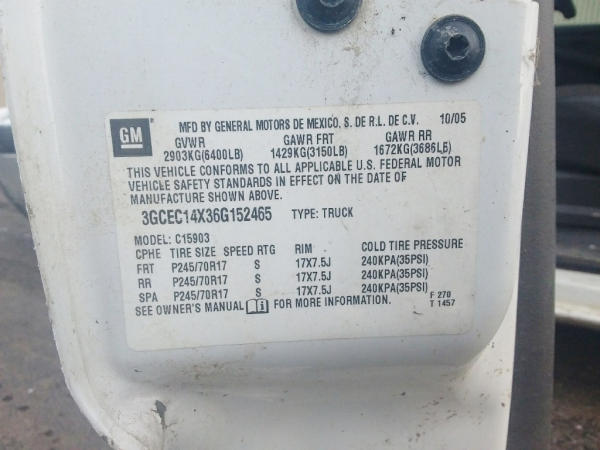 GM
MFD BY GENERAL MOTORS DE MEXICO, S. DE R.L. DE C.V. 10/05
GVWR GAWR FRT GAWR RR
2903KG(6400LB) 1429KG(3150LB) 1672KG(3686LB)
THIS VEHICLE CONFORMS TO ALL APPLICABLE U.S. FEDERAL MOTOR
VEHICLE SAFETY STANDARDS IN EFFECT ON THE DATE OF
MANUFACTURE SHOWN ABOVE.
3GCEC14X36G152465 TYPE: TRUCK
MODEL: C15903
CPHE TIRE SIZE SPEED RTG RIM COLD TIRE PRESSURE
FRT P245/70R17 S 17X7.5J 240KPA(35PSI)
RR P245/70R17 S 17X7.5J 240KPA(35PSI)
SPA P245/70R17 S 17X7.5J 240KPA(35PSI)
SEE OWNER'S MANUAL FOR MORE INFORMATION. F 270
T 1457